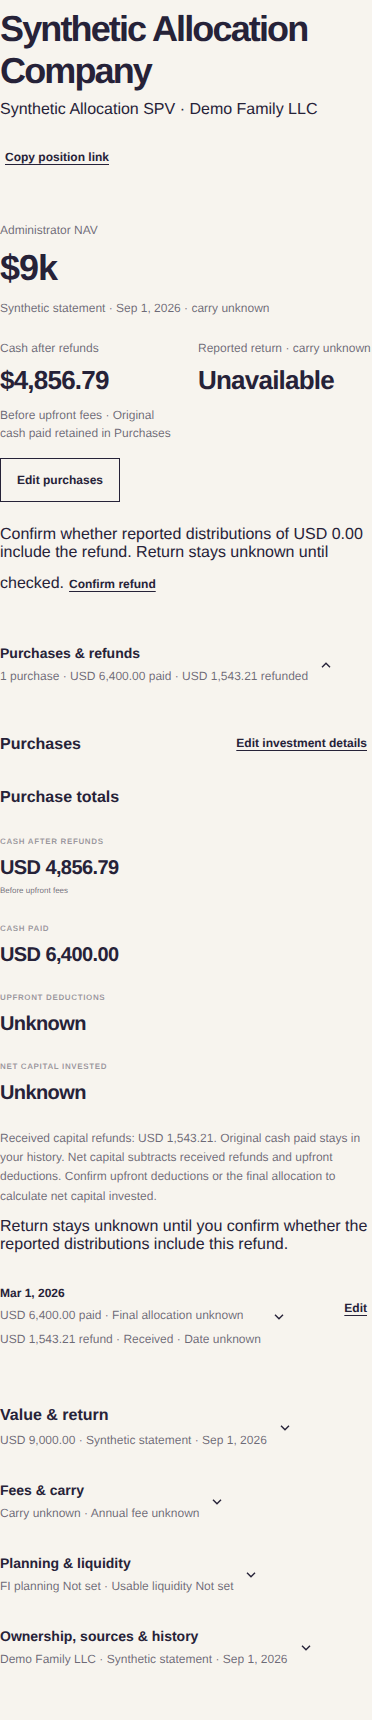 Synthetic Allocation
Company
Synthetic Allocation SPV · Demo Family LLC
Copy position link
Administrator NAV
$9k
Synthetic statement · Sep 1, 2026 · carry unknown
Cash after refunds
$4,856.79
Before upfront fees · Original
cash paid retained in Purchases
Reported return · carry unknown
Unavailable
Edit purchases
Confirm whether reported distributions of USD 0.00
include the refund. Return stays unknown until
checked. Confirm refund
Purchases & refunds
1 purchase · USD 6,400.00 paid · USD 1,543.21 refunded
Purchases
Edit investment details
Purchase totals
CASH AFTER REFUNDS
USD 4,856.79
Before upfront fees
CASH PAID
USD 6,400.00
UPFRONT DEDUCTIONS
Unknown
NET CAPITAL INVESTED
Unknown
Received capital refunds: USD 1,543.21. Original cash paid stays in
your history. Net capital subtracts received refunds and upfront
deductions. Confirm upfront deductions or the final allocation to
calculate net capital invested.
Return stays unknown until you confirm whether the
reported distributions include this refund.
Mar 1, 2026
USD 6,400.00 paid · Final allocation unknown
USD 1,543.21 refund · Received · Date unknown
Edit
Value & return
USD 9,000.00 · Synthetic statement · Sep 1, 2026
Fees & carry
Carry unknown · Annual fee unknown
Planning & liquidity
FI planning Not set · Usable liquidity Not set
Ownership, sources & history
Demo Family LLC · Synthetic statement · Sep 1, 2026